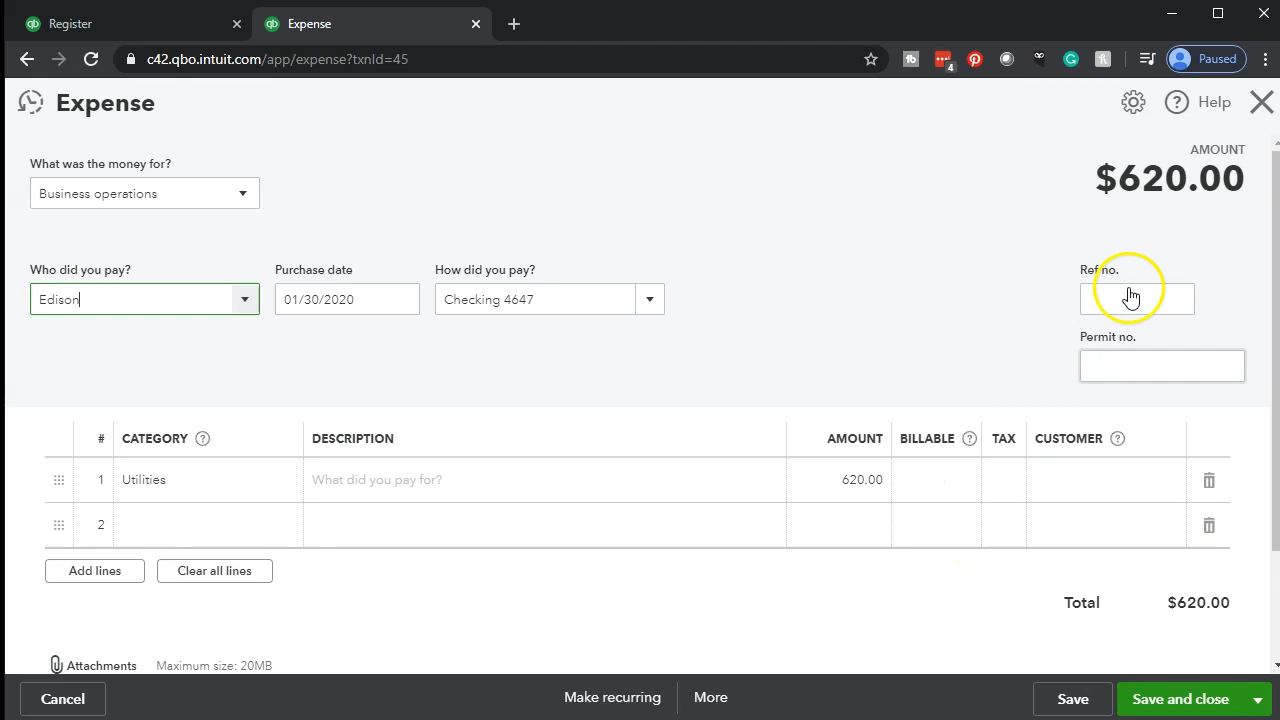 Register
Expense
c42.qbo.intuit.com/app/expense?txnId=45
4
Paused
Expense
Help
What was the money for?
AMOUNT
Business operations
$620.00
Who did you pay?
Purchase date
How did you pay?
Ref no.
Edison
01/30/2020
Checking 4647
Permit no.
# CATEGORY DESCRIPTION AMOUNT BILLABLE TAX CUSTOMER
1 Utilities What did you pay for? 620.00
2
Add lines Clear all lines
Total $620.00
Attachments Maximum size: 20MB
Cancel Make recurring More Save Save and close